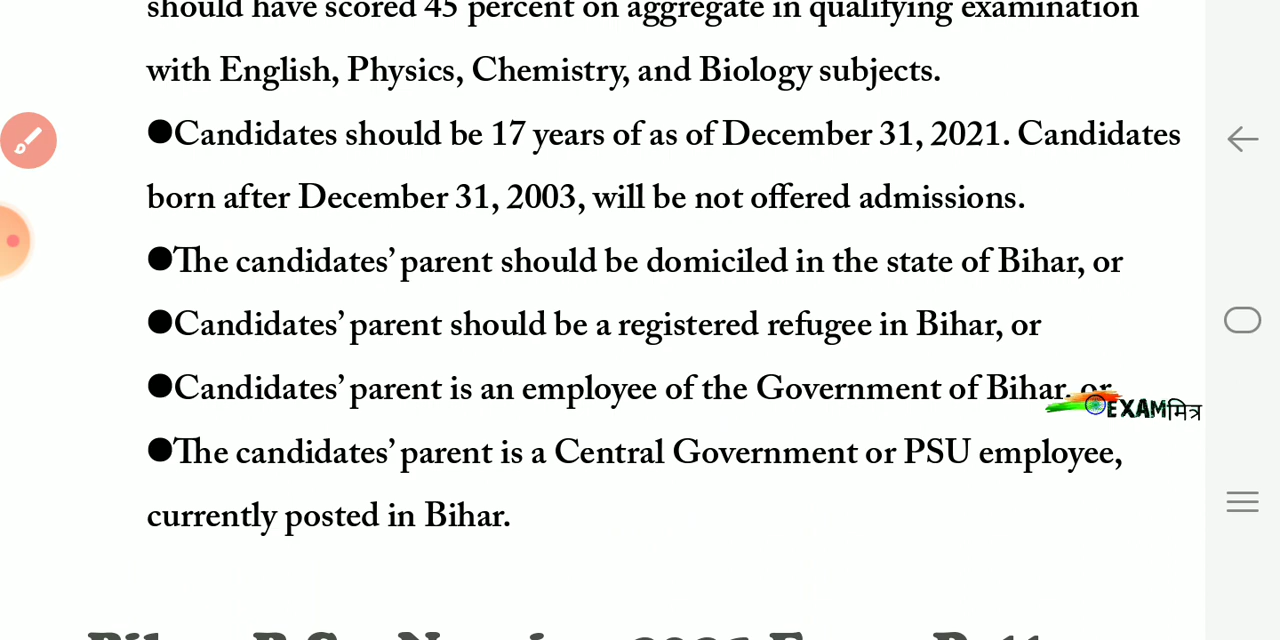 should have scored 45 percent on aggregate in qualifying examination
with English, Physics, Chemistry, and Biology subjects.
●Candidates should be 17 years of as of December 31, 2021. Candidates
born after December 31, 2003, will be not offered admissions.
●The candidates’ parent should be domiciled in the state of Bihar, or
●Candidates’ parent should be a registered refugee in Bihar, or
●Candidates’ parent is an employee of the Government of Bihar, or
EXAMमित्र
●The candidates’ parent is a Central Government or PSU employee,
currently posted in Bihar.